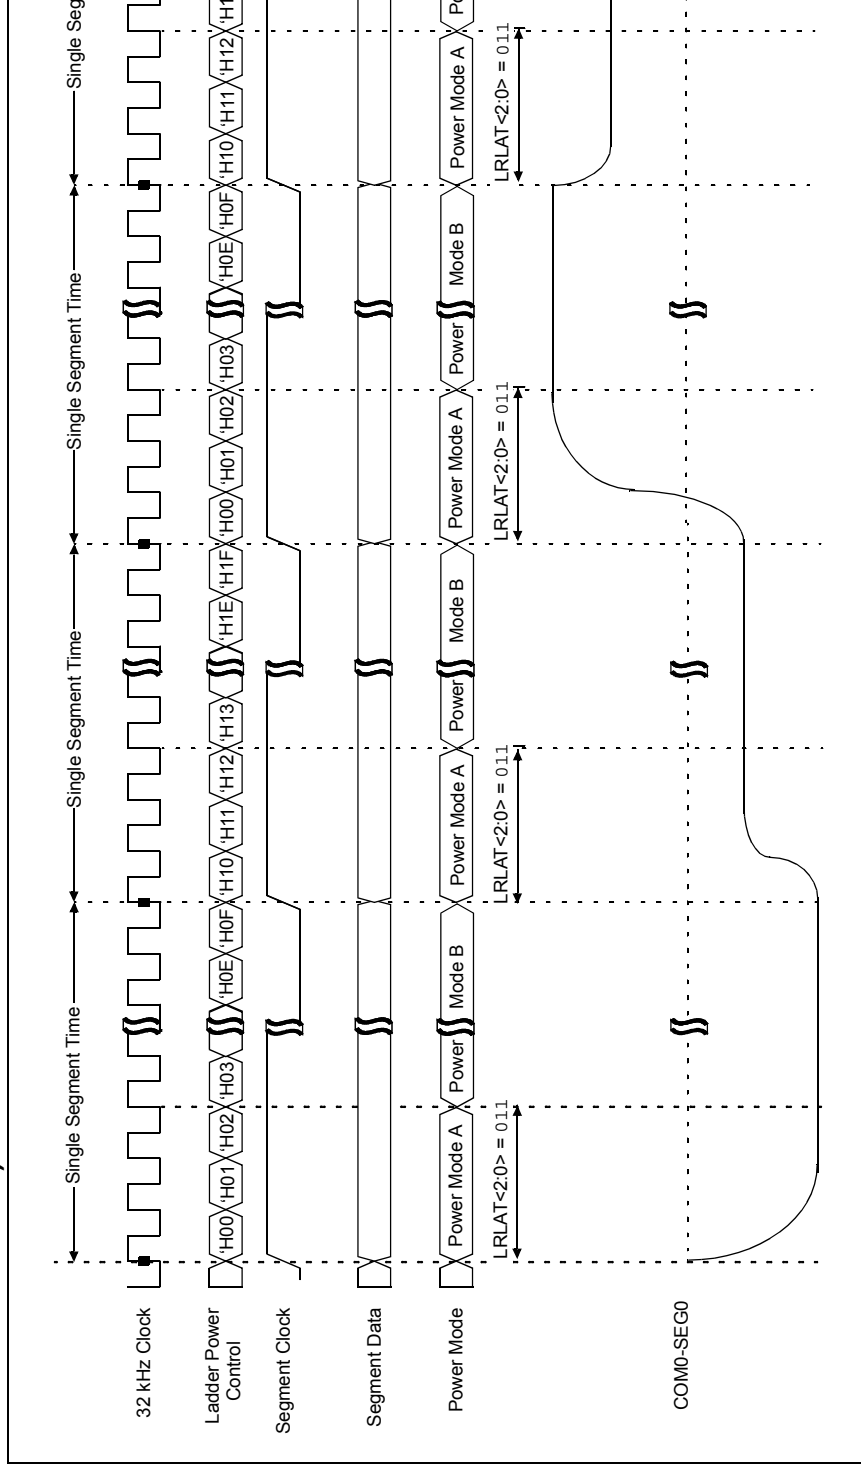 Single Segment Time Single Segment Time Single Segment Time Single Seg
32 kHz Clock
Ladder Power
Control
‘H00 ‘H01 ‘H02 ‘H03 ‘H0E ‘H0F ‘H10 ‘H11 ‘H12 ‘H13 ‘H1E ‘H1F ‘H00 ‘H01 ‘H02 ‘H03 ‘H0E ‘H0F ‘H10 ‘H11 ‘H12 ‘H1
Segment Clock
Segment Data
Power Mode
Power Mode A Power Mode B Power Mode A Power Mode B Power Mode A Power Mode B Power Mode A Po
LRLAT<2:0> = 011 LRLAT<2:0> = 011 LRLAT<2:0> = 011 LRLAT<2:0> = 011
COM0-SEG0